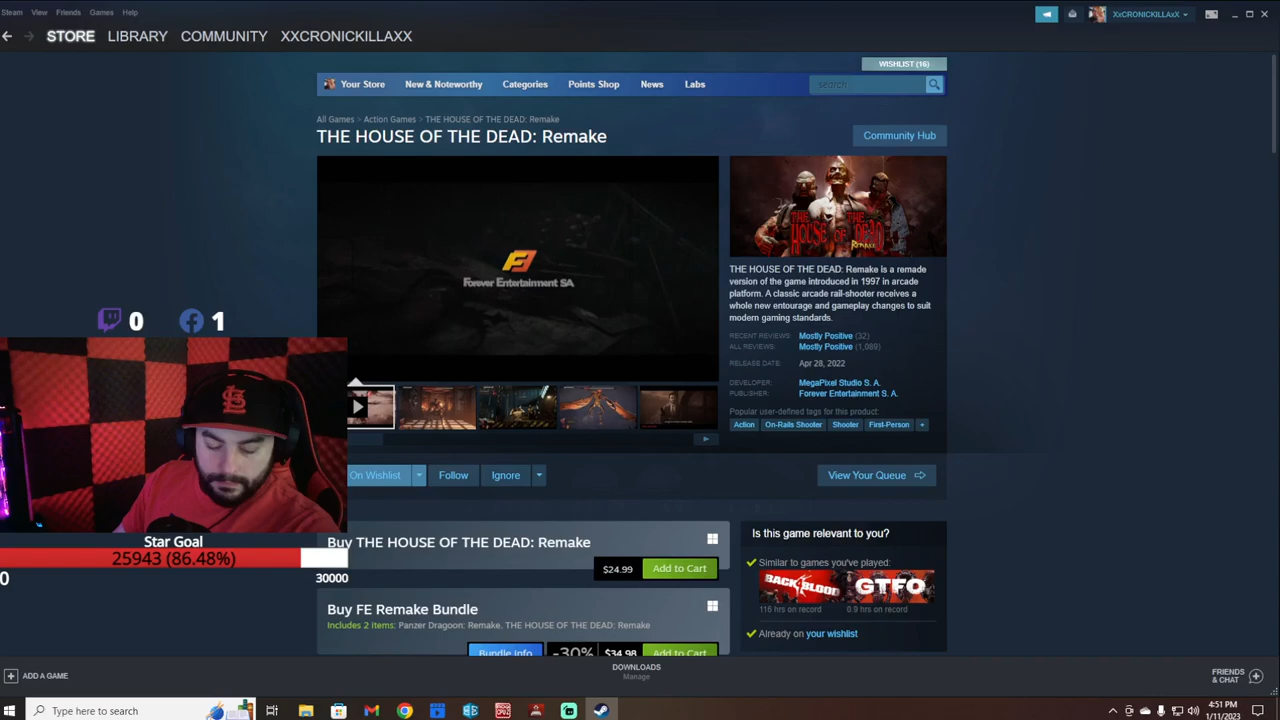 Steam View Friends Games Help
XxCRONICKILLAxX
STORE LIBRARY COMMUNITY XXCRONICKILLAXX
WISHLIST (16)
Your Store New & Noteworthy Categories Points Shop News Labs search
All Games > Action Games > THE HOUSE OF THE DEAD: Remake
THE HOUSE OF THE DEAD: Remake
Community Hub
Forever Entertainment SA
THE HOUSE OF THE DEAD Remake
THE HOUSE OF THE DEAD: Remake is a remade
version of the game introduced in 1997 in arcade
platform. A classic arcade rail-shooter receives a
whole new entourage and gameplay changes to suit
modern gaming standards.
RECENT REVIEWS: Mostly Positive (32)
ALL REVIEWS: Mostly Positive (1,089)
RELEASE DATE: Apr 28, 2022
DEVELOPER: MegaPixel Studio S. A.
PUBLISHER: Forever Entertainment S. A.
Popular user-defined tags for this product:
Action On-Rails Shooter Shooter First-Person +
0 1
On Wishlist Follow Ignore View Your Queue
Star Goal
25943 (86.48%)
0 30000
Buy THE HOUSE OF THE DEAD: Remake
$24.99 Add to Cart
Buy FE Remake Bundle
Includes 2 items: Panzer Dragoon: Remake, THE HOUSE OF THE DEAD: Remake
Bundle info -30% $34.98 Add to Cart
Is this game relevant to you?
Similar to games you've played:
BACK 4 BLOOD GTFO
116 hrs on record 0.9 hrs on record
Already on your wishlist
ADD A GAME
DOWNLOADS
Manage
FRIENDS
& CHAT
Type here to search
4:51 PM
1/11/2023